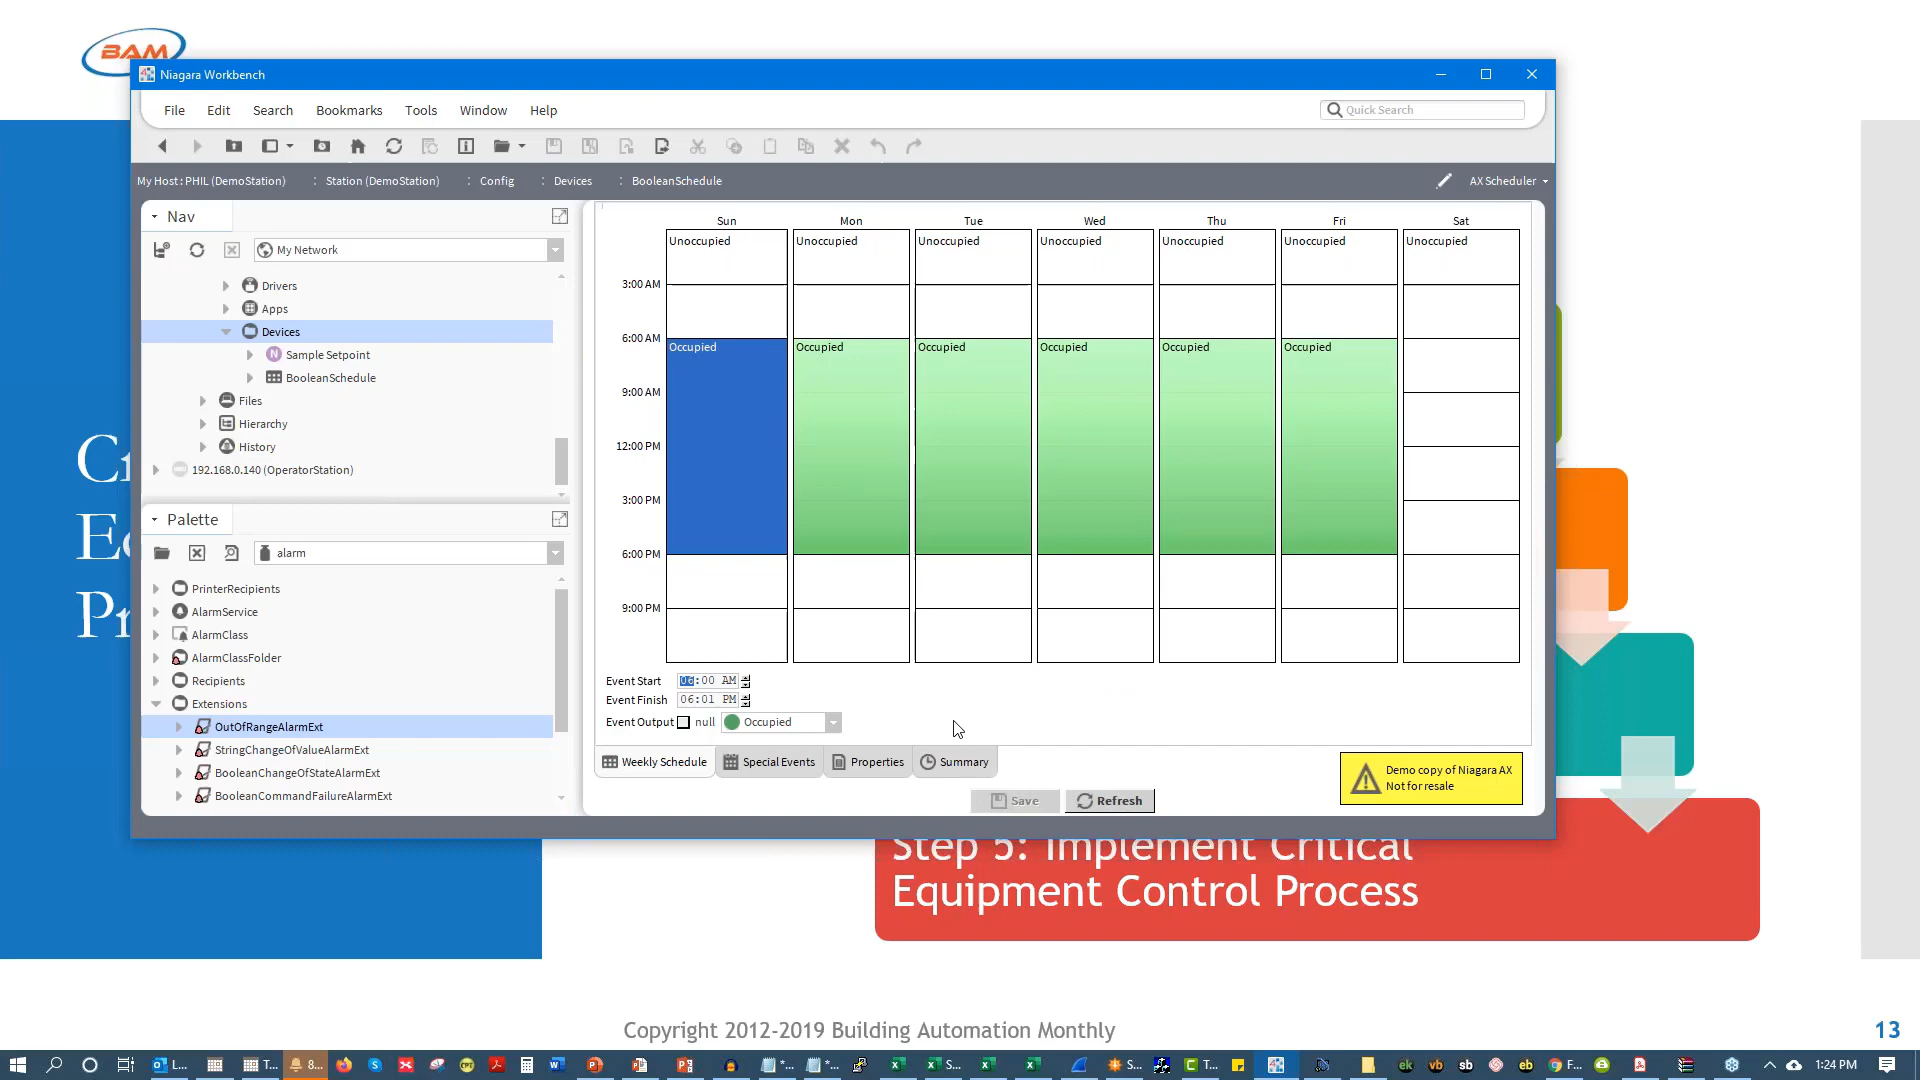 BAM
Niagara Workbench
File Edit Search Bookmarks Tools Window Help
Quick Search
My Host : PHIL (DemoStation) : Station (DemoStation) : Config : Devices : BooleanSchedule
AX Scheduler
Nav
My Network
Drivers
Apps
Devices
Sample Setpoint
BooleanSchedule
Files
Hierarchy
History
192.168.0.140 (OperatorStation)
Palette
alarm
PrinterRecipients
AlarmService
AlarmClass
AlarmClassFolder
Recipients
Extensions
OutOfRangeAlarmExt
StringChangeOfValueAlarmExt
BooleanChangeOfStateAlarmExt
BooleanCommandFailureAlarmExt
Sun Mon Tue Wed Thu Fri Sat
Unoccupied Unoccupied Unoccupied Unoccupied Unoccupied Unoccupied Unoccupied
3:00 AM
6:00 AM
Occupied Occupied Occupied Occupied Occupied Occupied
9:00 AM
12:00 PM
3:00 PM
6:00 PM
9:00 PM
Event Start 06:00 AM
Event Finish 06:01 PM
Event Output null Occupied
Weekly Schedule Special Events Properties Summary
Save Refresh
Demo copy of Niagara AX
Not for resale
Step 5: Implement Critical
Equipment Control Process
Copyright 2012-2019 Building Automation Monthly
13
L... T... 8... S... S... T... F...
1:24 PM